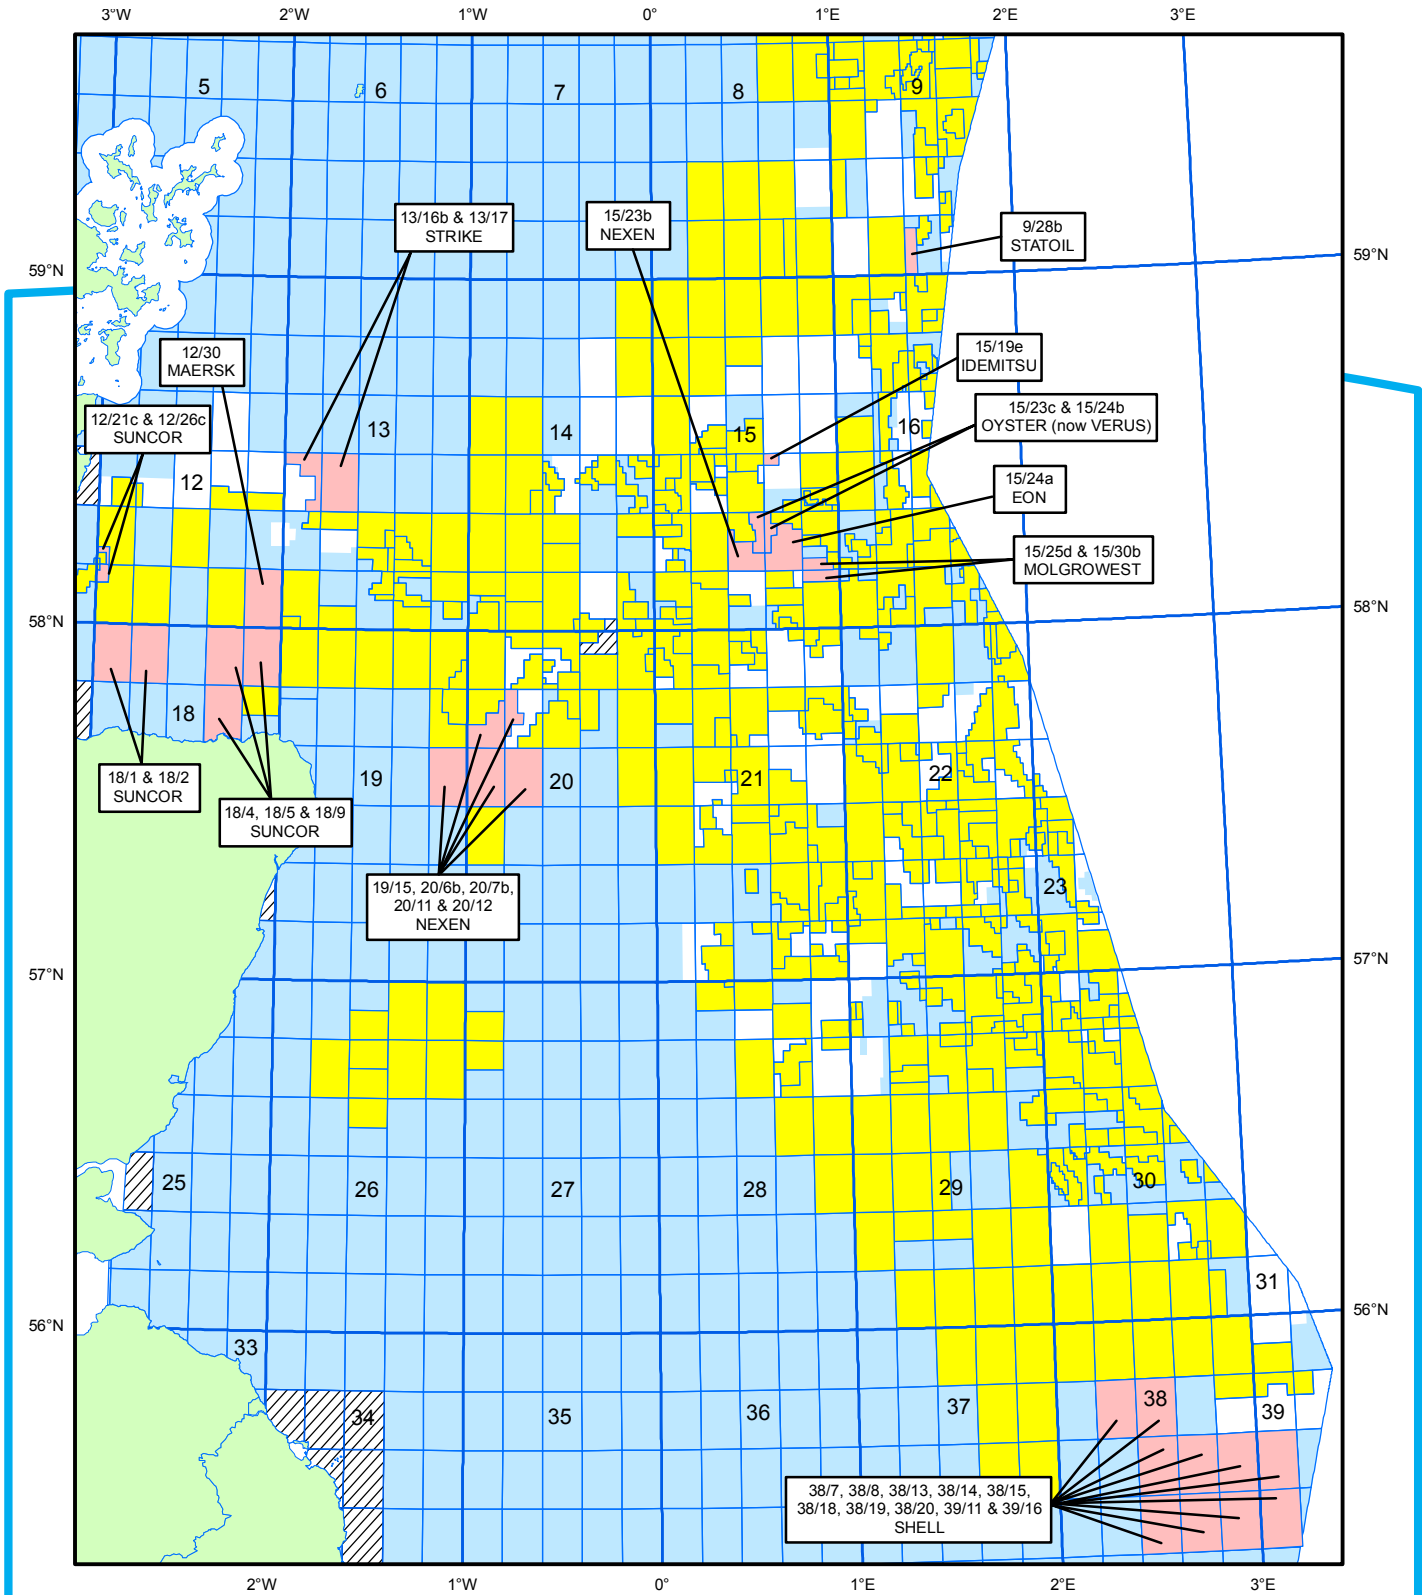 3°W 2°W 1°W 0° 1°E 2°E 3°E
5 6 7 8 9
13/16b & 13/17
STRIKE
15/23b
NEXEN
9/28b
STATOIL
59°N
59°N
12/30
MAERSK
15/19e
IDEMITSU
12/21c & 12/26c
SUNCOR
15/23c & 15/24b
OYSTER (now VERUS)
13 14 15 16
12
15/24a
EON
15/25d & 15/30b
MOLGROWEST
58°N
58°N
18
18/1 & 18/2
SUNCOR
19 20 21 22
18/4, 18/5 & 18/9
SUNCOR
23
19/15, 20/6b, 20/7b,
20/11 & 20/12
NEXEN
57°N
57°N
25 26 27 28 29 30
31
56°N
56°N
33
34 35 36 37 38 39
38/7, 38/8, 38/13, 38/14, 38/15,
38/18, 38/19, 38/20, 39/11 & 39/16
SHELL
2°W 1°W 0° 1°E 2°E 3°E